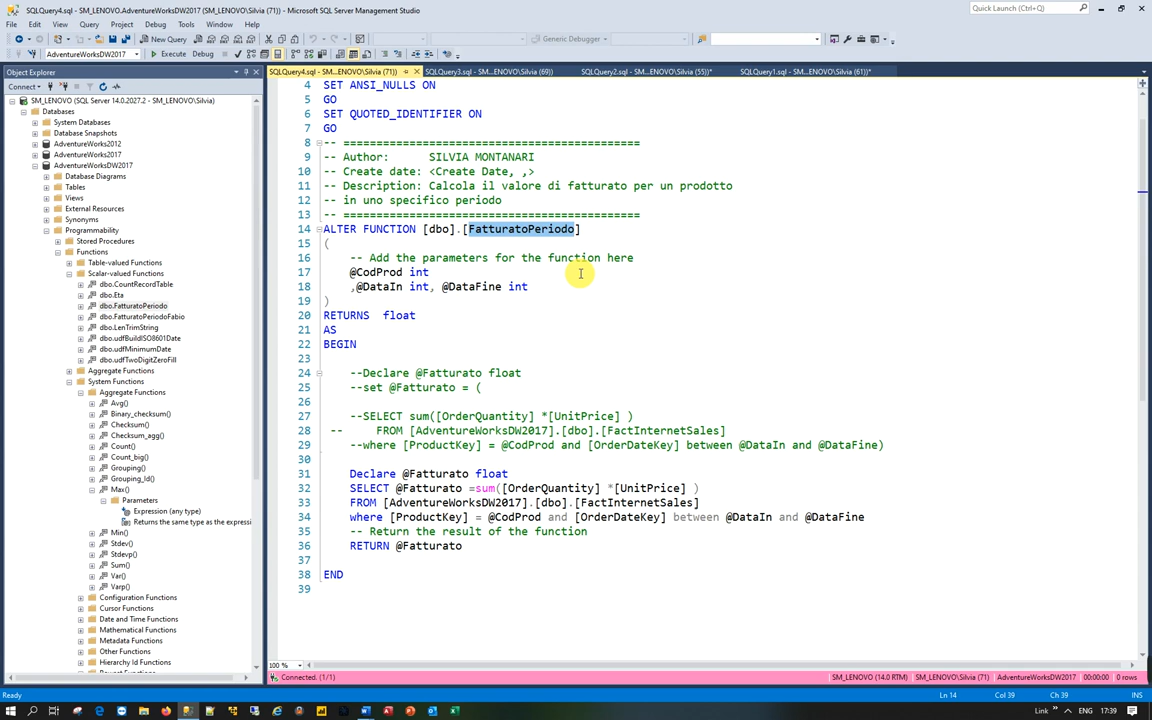 SQLQuery4.sql - SM_LENOVO.AdventureWorksDW2017 (SM_LENOVO\Silvia (71)) - Microsoft SQL Server Management Studio
Quick Launch (Ctrl+Q)
File Edit View Query Project Debug Tools Window Help
New Query
Generic Debugger
AdventureWorksDW2017
Execute Debug
Object Explorer
SQLQuery4.sql - SM...ENOVO\Silvia (71))
SQLQuery3.sql - SM...ENOVO\Silvia (69))
SQLQuery2.sql - SM...ENOVO\Silvia (55))*
SQLQuery1.sql - SM...ENOVO\Silvia (61))*
Connect
SM_LENOVO (SQL Server 14.0.2027.2 - SM_LENOVO\Silvia)
Databases
System Databases
Database Snapshots
AdventureWorks2012
AdventureWorks2017
AdventureWorksDW2017
Database Diagrams
Tables
Views
External Resources
Synonyms
Programmability
Stored Procedures
Functions
Table-valued Functions
Scalar-valued Functions
dbo.CountRecordTable
dbo.Eta
dbo.FatturatoPeriodo
dbo.FatturatoPeriodoFabio
dbo.LenTrimString
dbo.udfBuildISO8601Date
dbo.udfMinimumDate
dbo.udfTwoDigitZeroFill
Aggregate Functions
System Functions
Aggregate Functions
Avg()
Binary_checksum()
Checksum()
Checksum_agg()
Count()
Count_big()
Grouping()
Grouping_Id()
Max()
Parameters
Expression (any type)
Returns the same type as the expressi
Min()
Stdev()
Stdevp()
Sum()
Var()
Varp()
Configuration Functions
Cursor Functions
Date and Time Functions
Mathematical Functions
Metadata Functions
Other Functions
Hierarchy Id Functions
4 SET ANSI_NULLS ON
5 GO
6 SET QUOTED_IDENTIFIER ON
7 GO
8 -- =============================================
9 -- Author: SILVIA MONTANARI
10 -- Create date: <Create Date, ,>
11 -- Description: Calcola il valore di fatturato per un prodotto
12 -- in uno specifico periodo
13 -- =============================================
14 ALTER FUNCTION [dbo].[FatturatoPeriodo]
15 (
16 -- Add the parameters for the function here
17 @CodProd int
18 ,@DataIn int, @DataFine int
19 )
20 RETURNS float
21 AS
22 BEGIN
23
24 --Declare @Fatturato float
25 --set @Fatturato = (
26
27 --SELECT sum([OrderQuantity] *[UnitPrice] )
28 -- FROM [AdventureWorksDW2017].[dbo].[FactInternetSales]
29 --where [ProductKey] = @CodProd and [OrderDateKey] between @DataIn and @DataFine)
30
31 Declare @Fatturato float
32 SELECT @Fatturato =sum([OrderQuantity] *[UnitPrice] )
33 FROM [AdventureWorksDW2017].[dbo].[FactInternetSales]
34 where [ProductKey] = @CodProd and [OrderDateKey] between @DataIn and @DataFine
35 -- Return the result of the function
36 RETURN @Fatturato
37
38 END
39
100 %
Connected. (1/1)
SM_LENOVO (14.0 RTM) SM_LENOVO\Silvia (71) AdventureWorksDW2017 00:00:00 0 rows
Ready
Ln 14 Col 39 Ch 39 INS
Link ENG 17:39